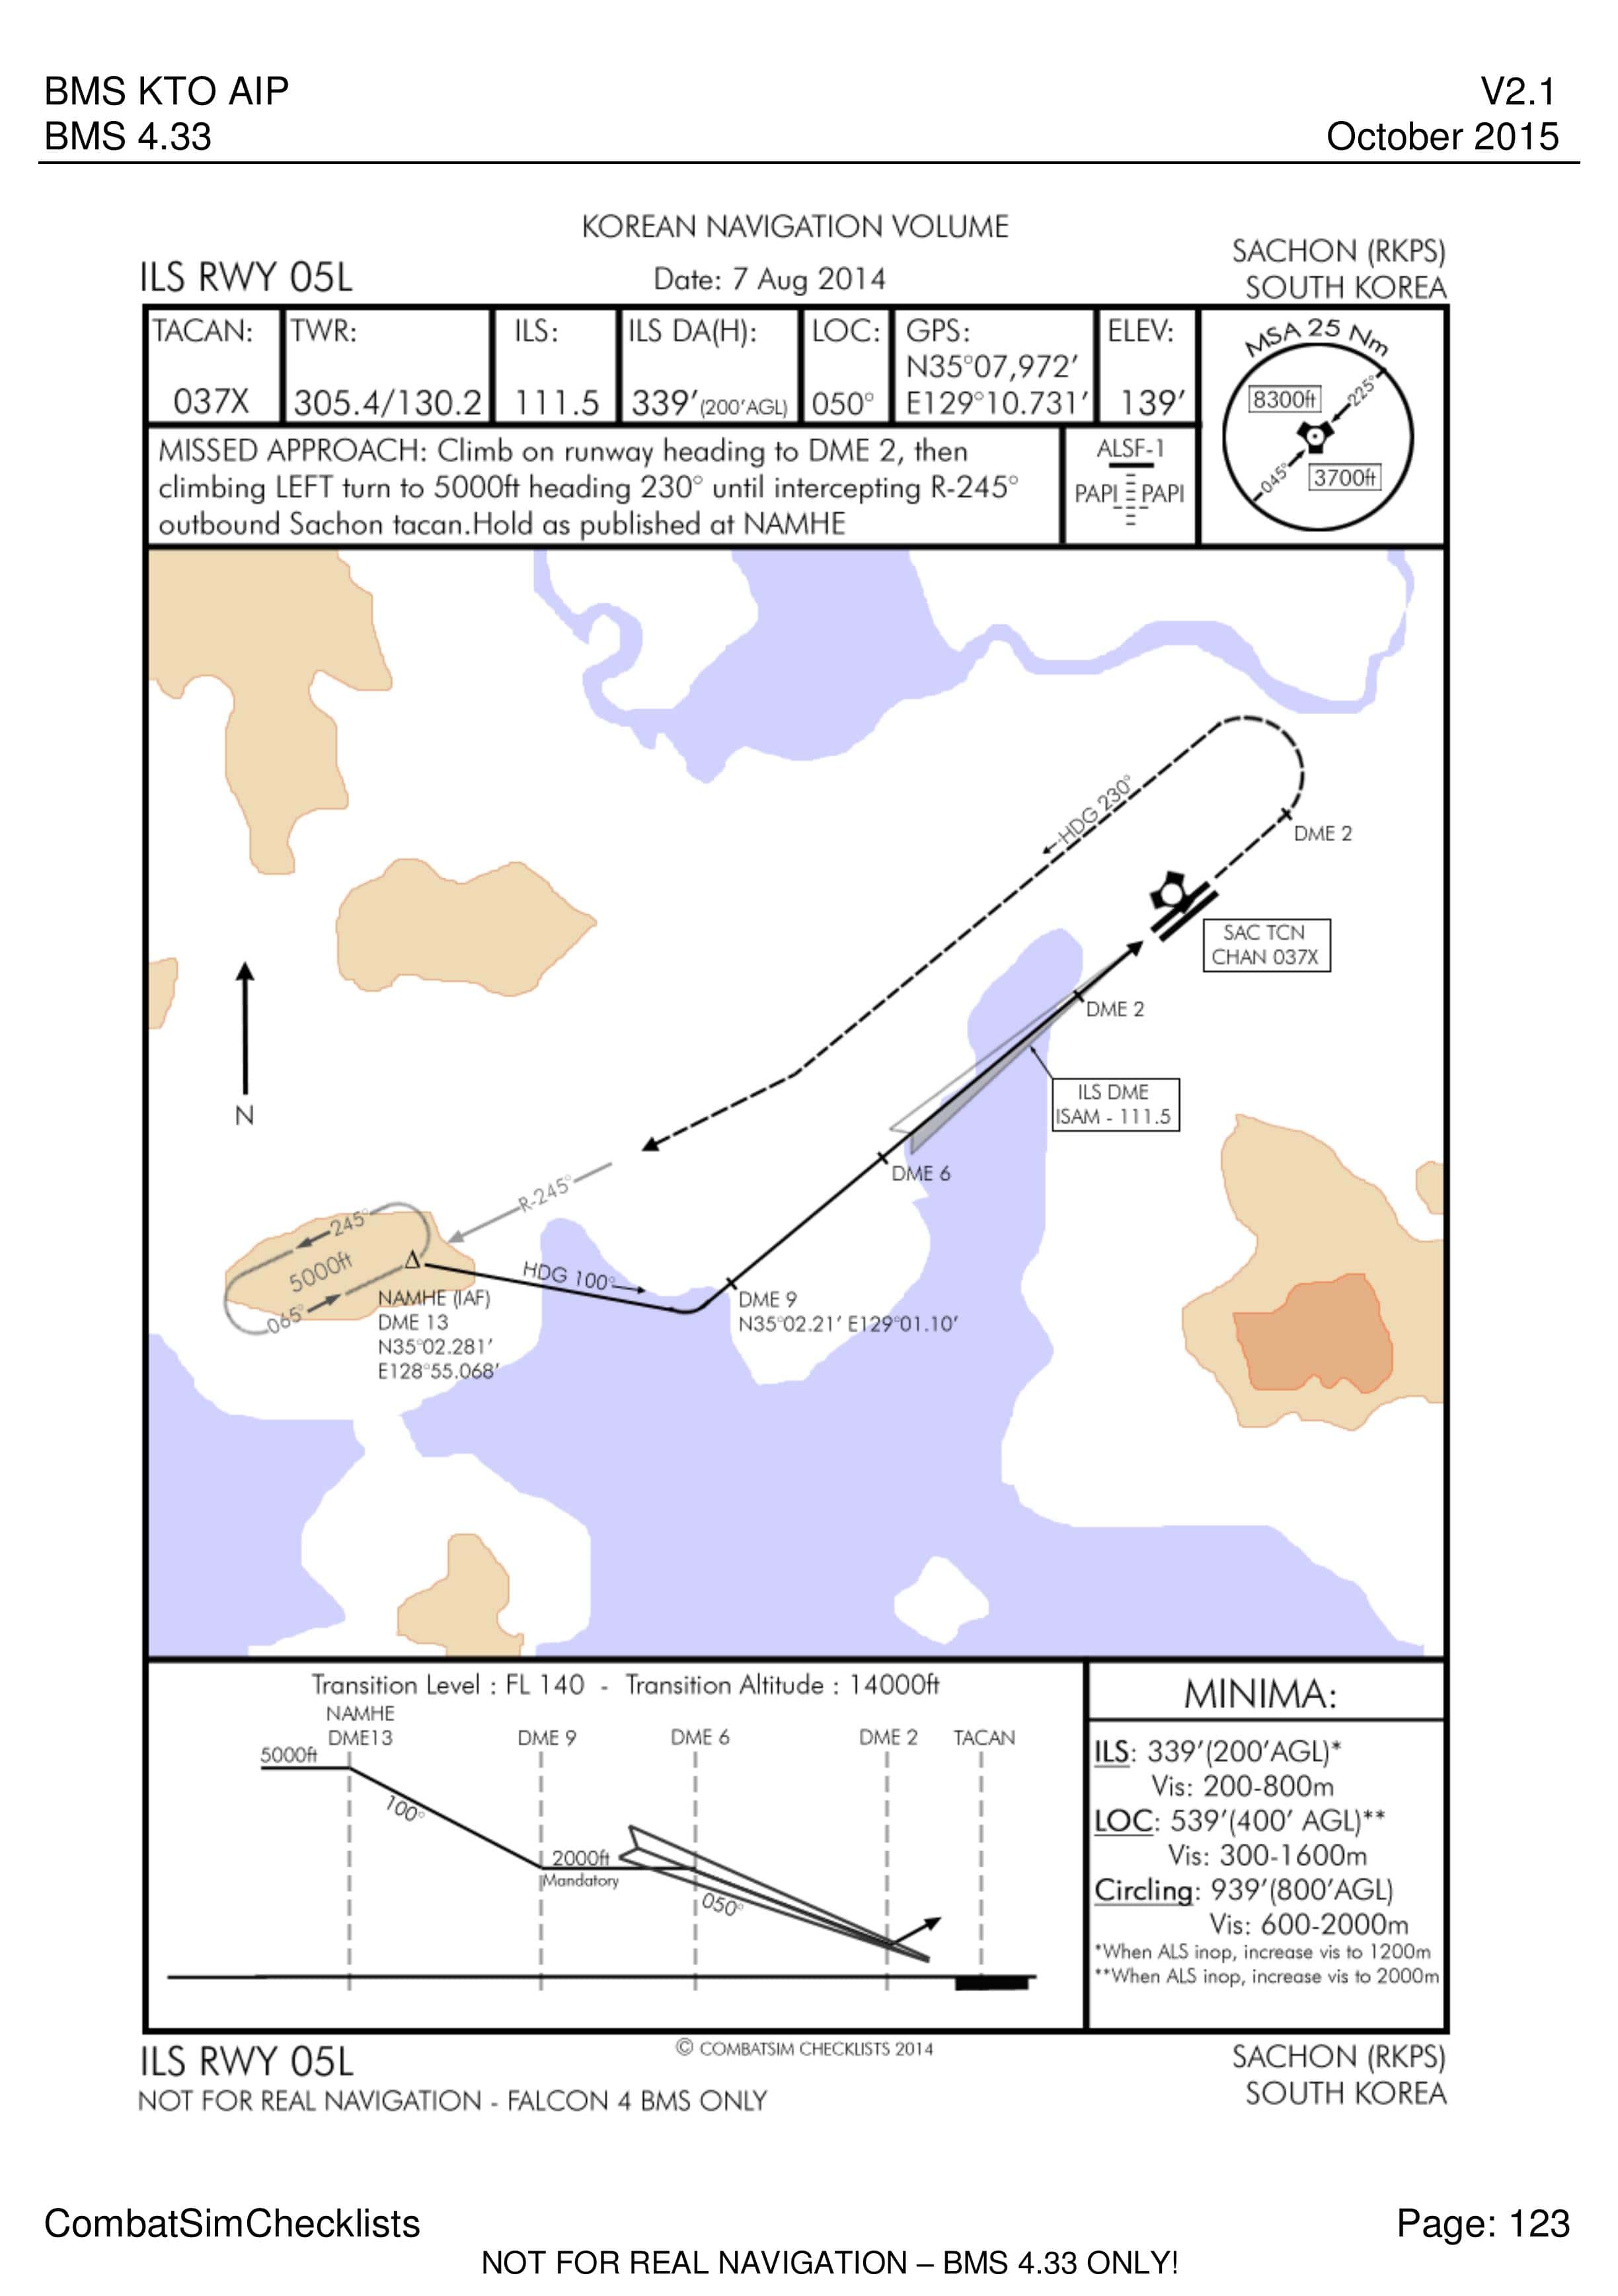 BMS KTO AIP
V2.1
BMS 4.33
October 2015
KOREAN NAVIGATION VOLUME
ILS RWY 05L
Date: 7 Aug 2014
SACHON (RKPS)
SOUTH KOREA
TACAN:
037X
TWR:
305.4/130.2
ILS:
111.5
ILS DA(H):
339'(200'AGL)
LOC:
050°
GPS:
N35°07,972'
E129°10.731'
ELEV:
139'
MSA 25 Nm
8300ft
225°
045°
3700ft
MISSED APPROACH: Climb on runway heading to DME 2, then
climbing LEFT turn to 5000ft heading 230° until intercepting R-245°
outbound Sachon tacan.Hold as published at NAMHE
ALSF-1
PAPI PAPI
HDG 230°
DME 2
SAC TCN
CHAN 037X
DME 2
N
ILS DME
ISAM - 111.5
DME 6
R-245°
245°
5000ft
065°
HDG 100°
NAMHE (IAF)
DME 13
N35°02.281'
E128°55.068'
DME 9
N35°02.21' E129°01.10'
Transition Level : FL 140 - Transition Altitude : 14000ft
NAMHE
DME13
DME 9
DME 6
DME 2
TACAN
5000ft
100°
2000ft
Mandatory
050°
MINIMA:
ILS: 339'(200'AGL)*
Vis: 200-800m
LOC: 539'(400' AGL)**
Vis: 300-1600m
Circling: 939'(800'AGL)
Vis: 600-2000m
*When ALS inop, increase vis to 1200m
**When ALS inop, increase vis to 2000m
ILS RWY 05L
© COMBATSIM CHECKLISTS 2014
SACHON (RKPS)
SOUTH KOREA
NOT FOR REAL NAVIGATION - FALCON 4 BMS ONLY
CombatSimChecklists
Page: 123
NOT FOR REAL NAVIGATION – BMS 4.33 ONLY!